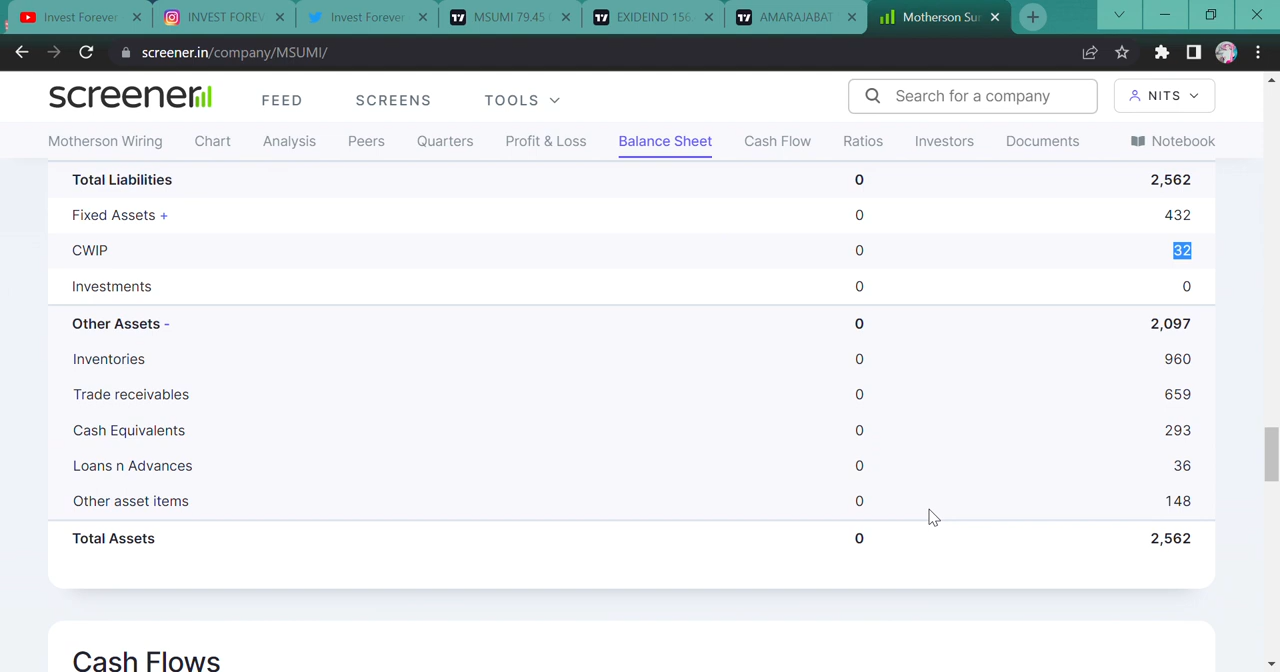 Invest Forever
INVEST FOREV
Invest Forever
MSUMI 79.45
EXIDEIND 156.
AMARAJABAT
Motherson Su
screener.in/company/MSUMI/
screener
FEED
SCREENS
TOOLS
Search for a company
NITS
Motherson Wiring
Chart
Analysis
Peers
Quarters
Profit & Loss
Balance Sheet
Cash Flow
Ratios
Investors
Documents
Notebook
Total Liabilities 0 2,562
Fixed Assets + 0 432
CWIP 0 32
Investments 0 0
Other Assets - 0 2,097
Inventories 0 960
Trade receivables 0 659
Cash Equivalents 0 293
Loans n Advances 0 36
Other asset items 0 148
Total Assets 0 2,562
Cash Flows